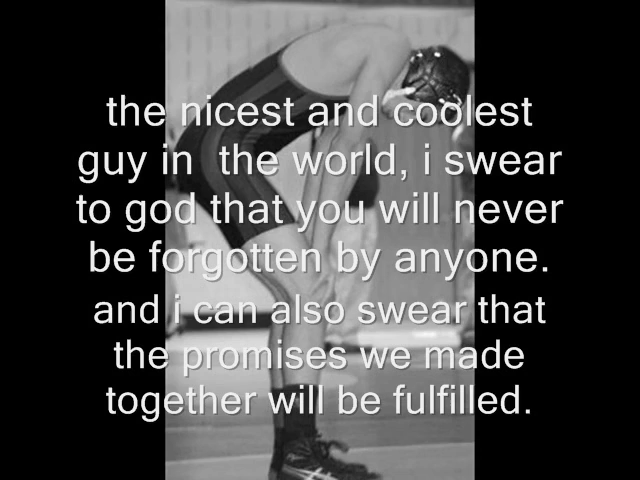 the nicest and coolest
guy in the world, i swear
to god that you will never
be forgotten by anyone.
and i can also swear that
the promises we made
together will be fulfilled.